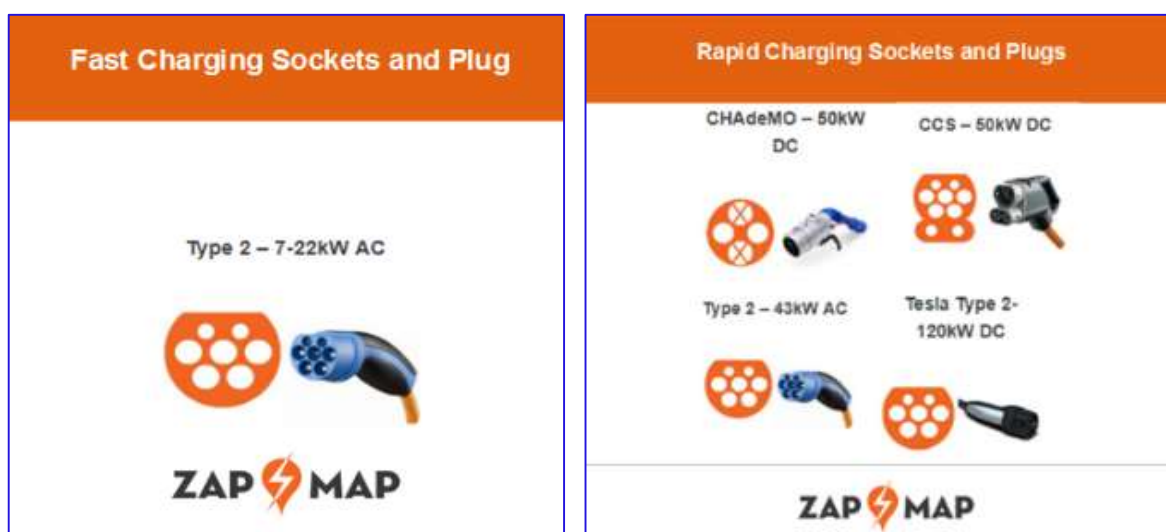 Fast Charging Sockets and Plug
Type 2 – 7-22kW AC
ZAP MAP
Rapid Charging Sockets and Plugs
CHAdeMO – 50kW
DC
CCS – 50kW DC
Type 2 – 43kW AC
Tesla Type 2-
120kW DC
ZAP MAP